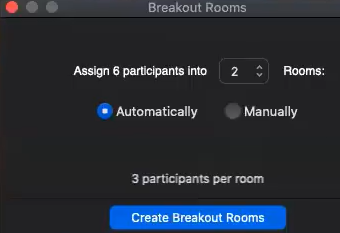 Breakout Rooms
Assign 6 participants into 2 Rooms:
Automatically Manually
3 participants per room
Create Breakout Rooms